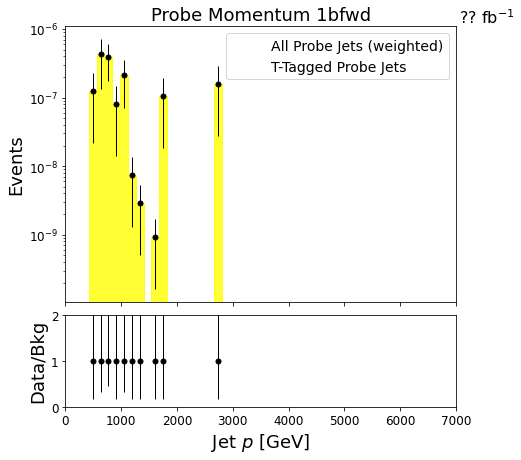 Probe Momentum 1bfwd
?? fb⁻¹
All Probe Jets (weighted)
T-Tagged Probe Jets
Events
10⁻⁶
10⁻⁷
10⁻⁸
10⁻⁹
Data/Bkg
2
1
0
0 1000 2000 3000 4000 5000 6000 7000
Jet p [GeV]